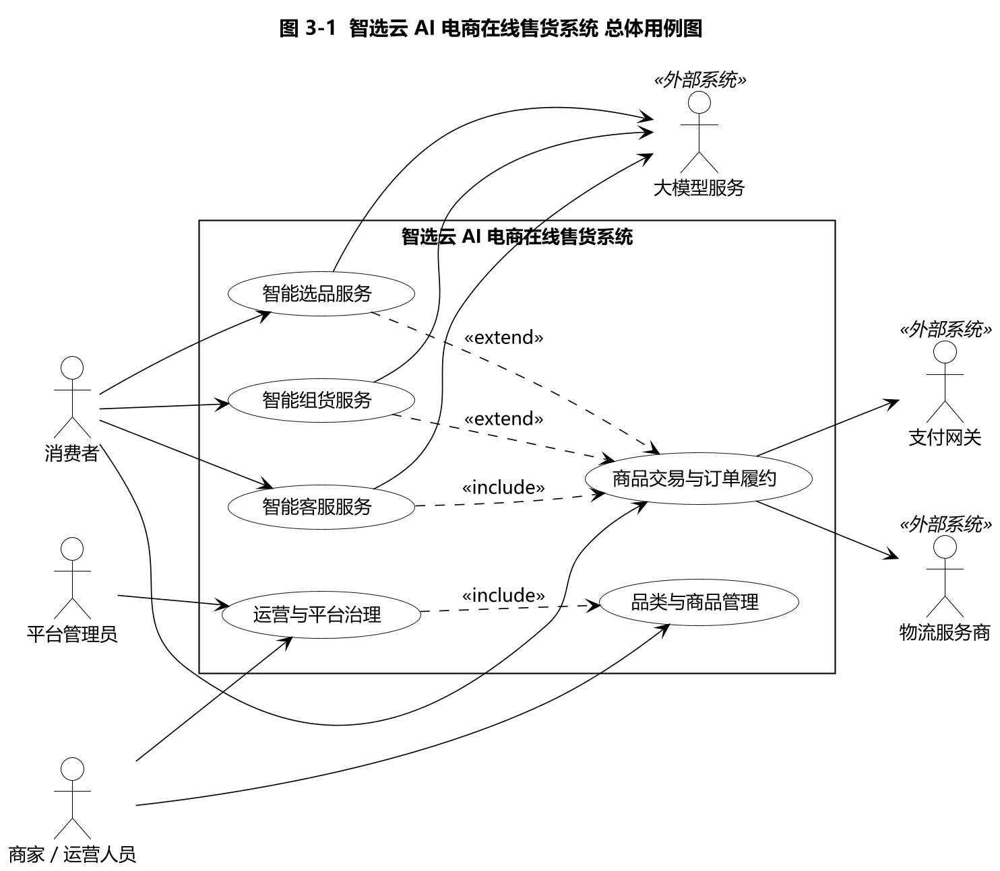 图 3-1 智选云 AI 电商在线售货系统 总体用例图
«外部系统»
大模型服务
智选云 AI 电商在线售货系统
智能选品服务
«extend»
«外部系统»
支付网关
智能组货服务
«extend»
消费者
商品交易与订单履约
«include»
智能客服服务
«外部系统»
物流服务商
平台管理员
«include»
运营与平台治理
品类与商品管理
商家 / 运营人员